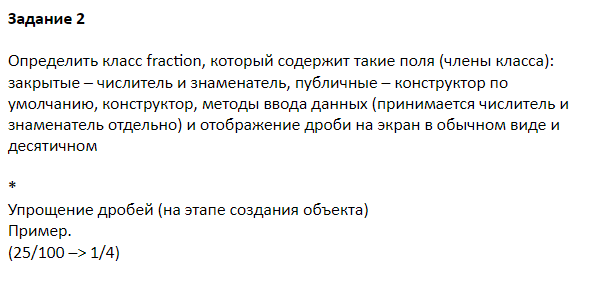 Задание 2
Определить класс fraction, который содержит такие поля (члены класса):
закрытые – числитель и знаменатель, публичные – конструктор по
умолчанию, конструктор, методы ввода данных (принимается числитель и
знаменатель отдельно) и отображение дроби на экран в обычном виде и
десятичном
*
Упрощение дробей (на этапе создания объекта)
Пример.
(25/100 –> 1/4)